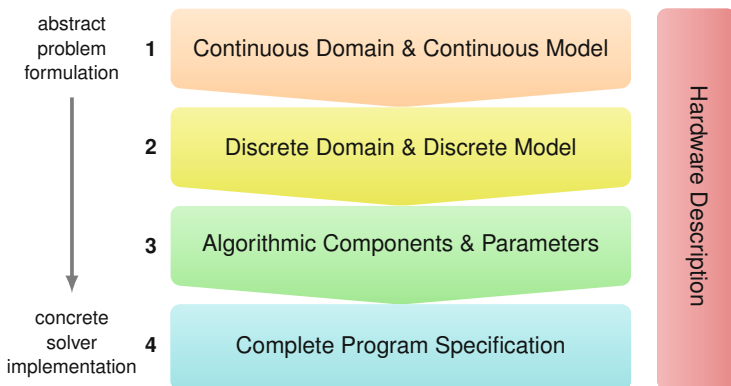 abstract
problem
formulation
1 Continuous Domain & Continuous Model
2 Discrete Domain & Discrete Model
3 Algorithmic Components & Parameters
concrete
solver
implementation
4 Complete Program Specification
Hardware Description